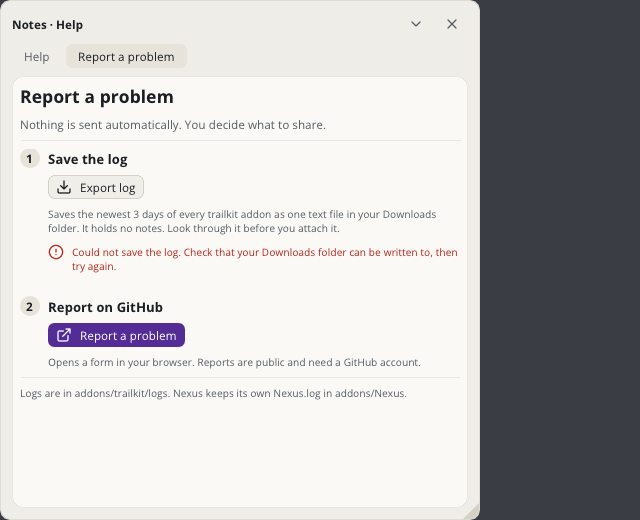 Notes · Help
Help
Report a problem
Report a problem
Nothing is sent automatically. You decide what to share.
1
Save the log
Export log
Saves the newest 3 days of every trailkit addon as one text file in your Downloads
folder. It holds no notes. Look through it before you attach it.
Could not save the log. Check that your Downloads folder can be written to, then
try again.
2
Report on GitHub
Report a problem
Opens a form in your browser. Reports are public and need a GitHub account.
Logs are in addons/trailkit/logs. Nexus keeps its own Nexus.log in addons/Nexus.